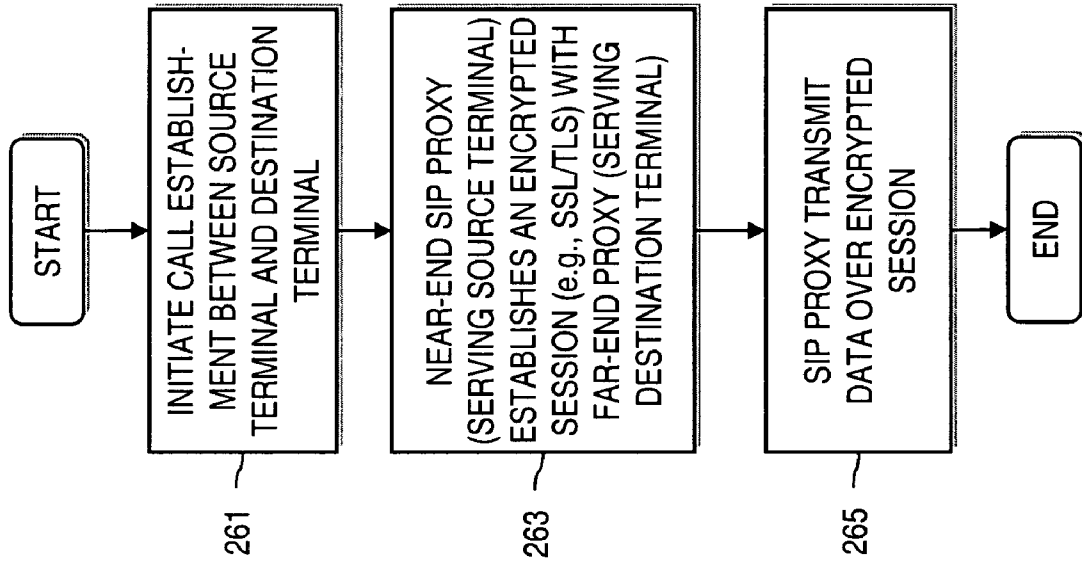 START
INITIATE CALL ESTABLISH-
MENT BETWEEN SOURCE
TERMINAL AND DESTINATION
TERMINAL
261
NEAR-END SIP PROXY
(SERVING SOURCE TERMINAL)
ESTABLISHES AN ENCRYPTED
SESSION (e.g., SSL/TLS) WITH
FAR-END PROXY (SERVING
DESTINATION TERMINAL)
263
SIP PROXY TRANSMIT
DATA OVER ENCRYPTED
SESSION
265
END